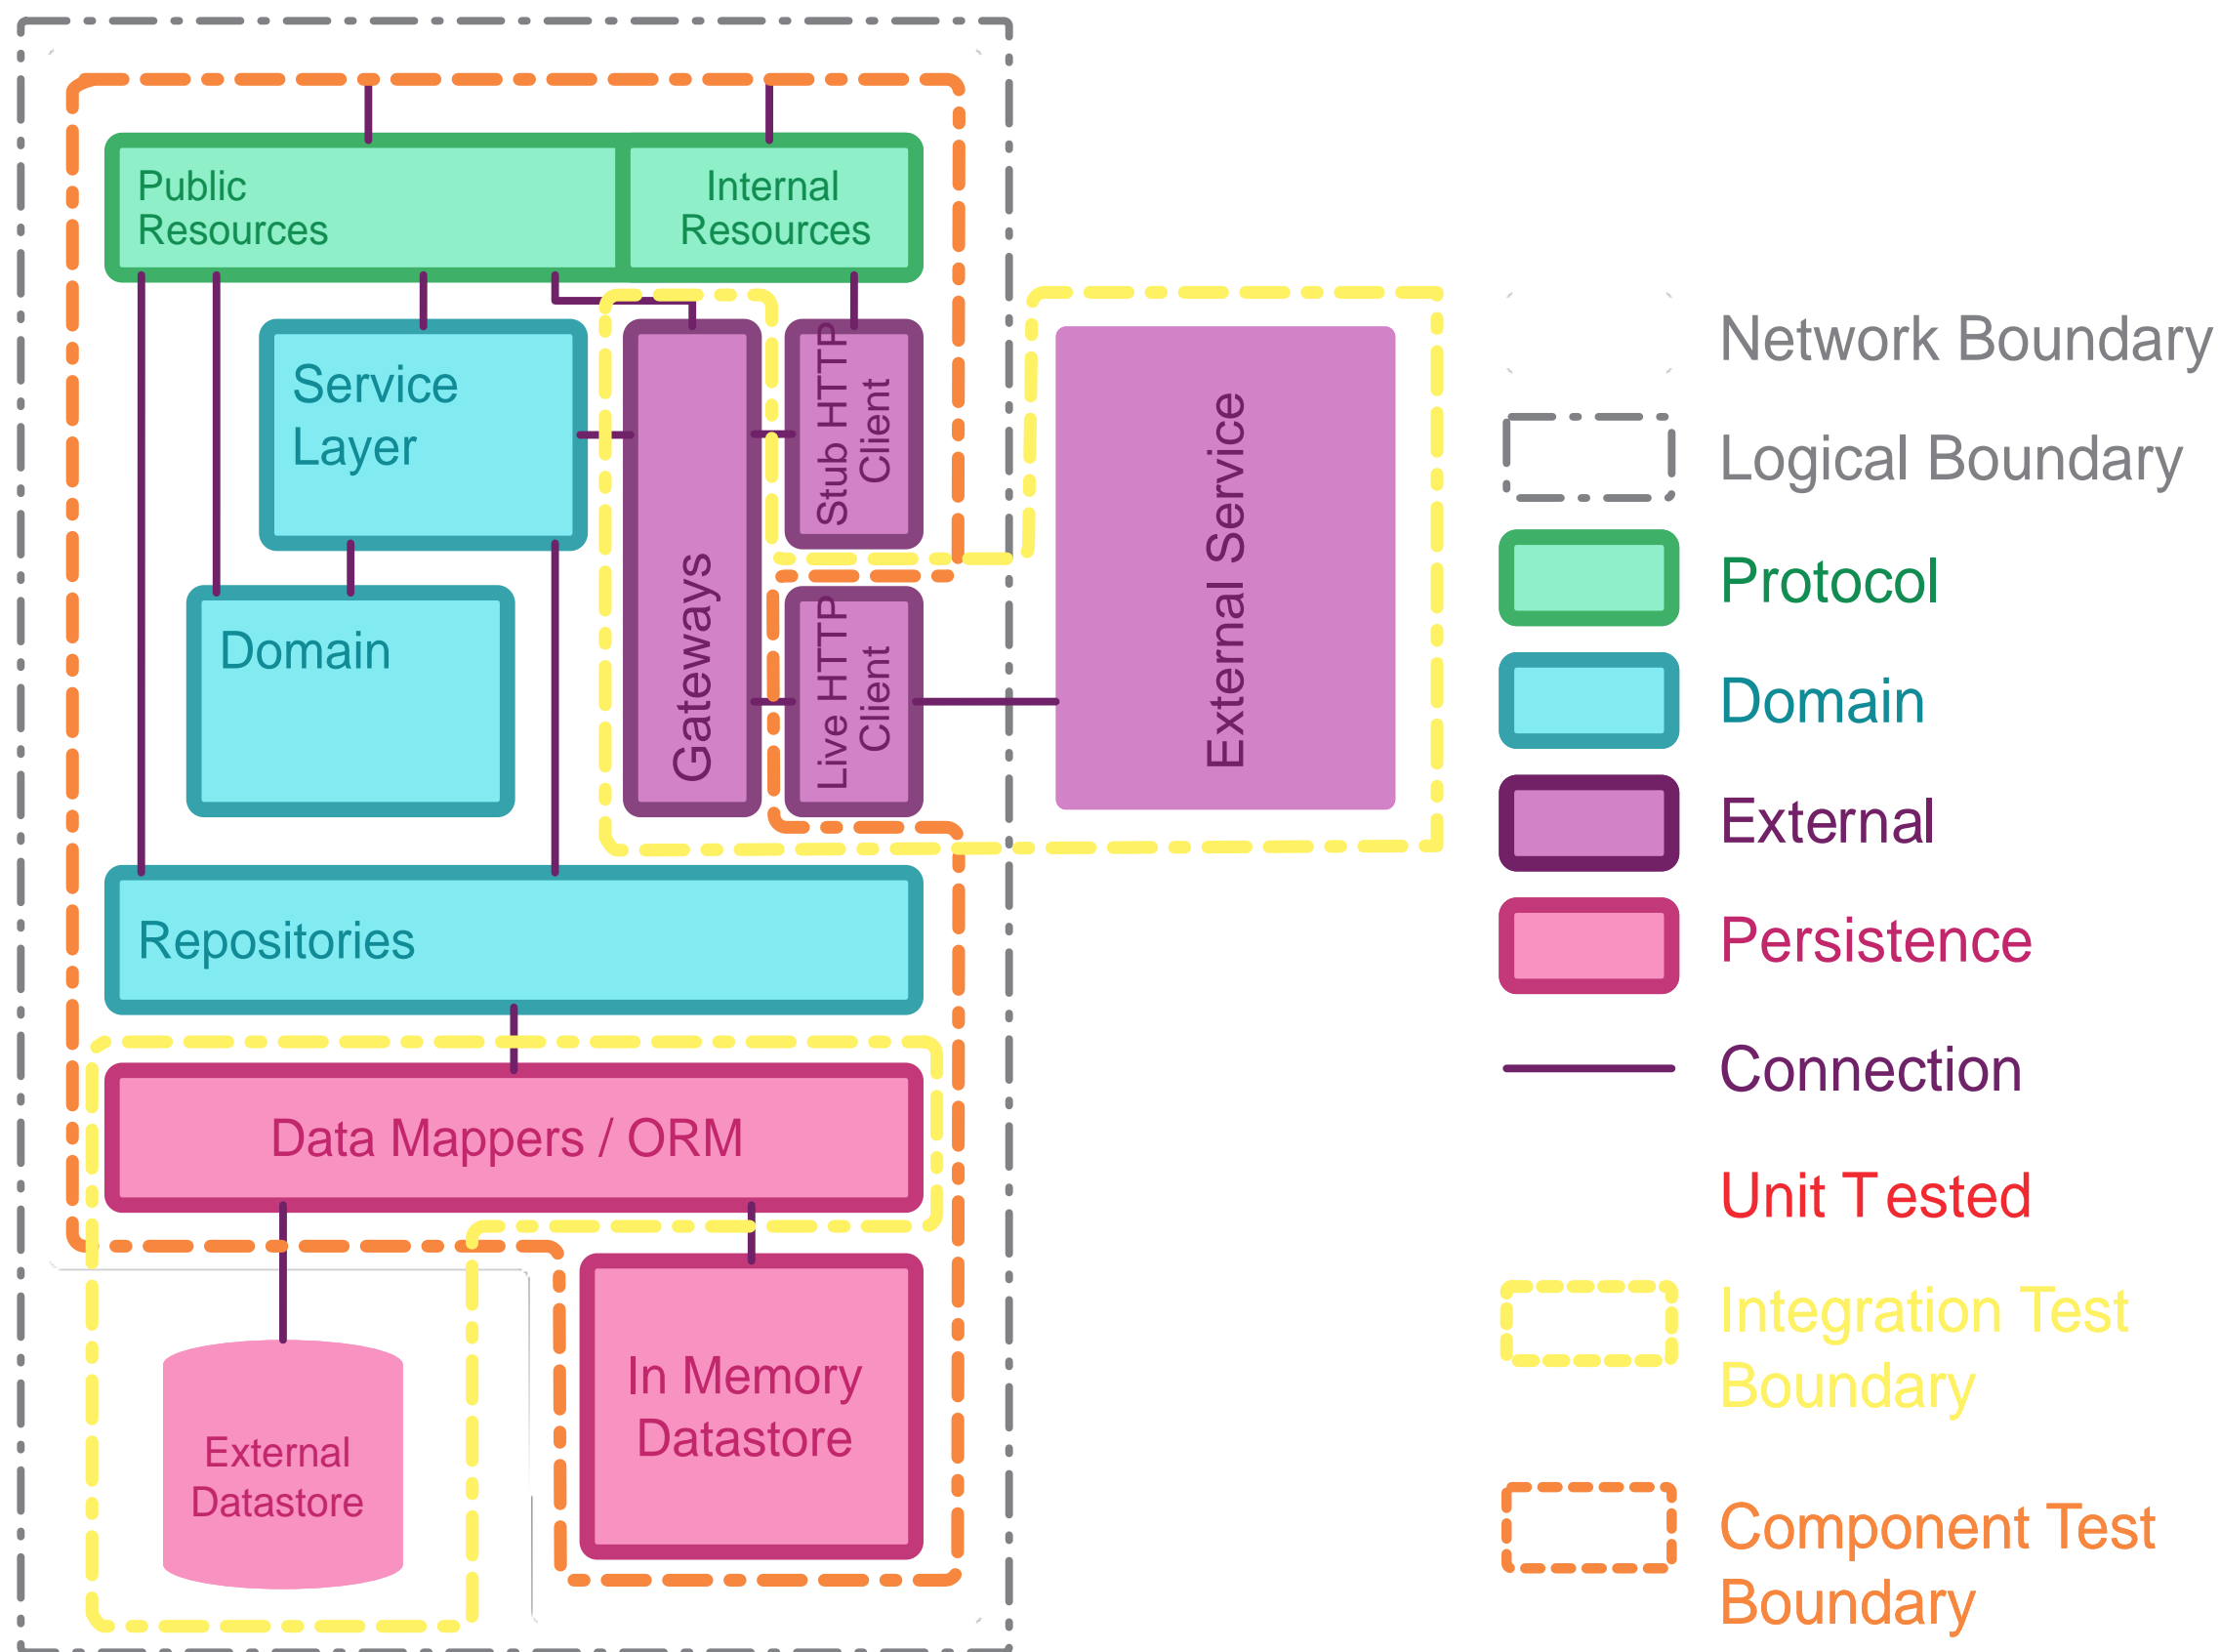 Public
Resources
Internal
Resources
Service
Layer
Gateways
Stub HTTP
Client
Domain
Live HTTP
Client
External Service
Repositories
Data Mappers / ORM
External
Datastore
In Memory
Datastore
Network Boundary
Logical Boundary
Protocol
Domain
External
Persistence
Connection
Unit Tested
Integration Test
Boundary
Component Test
Boundary